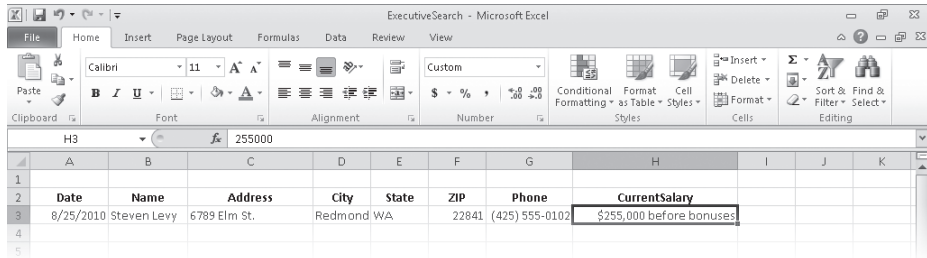 ExecutiveSearch - Microsoft Excel
File Home Insert Page Layout Formulas Data Review View
Paste
Calibri 11 A A
B I U A
Custom
$ % , .0 .00 .00 .0
Conditional Formatting Format as Table Cell Styles
Insert
Delete
Format
Σ
Sort & Filter Find & Select
Clipboard Font Alignment Number Styles Cells Editing
H3 fx 255000
A B C D E F G H I J K
1
2 Date Name Address City State ZIP Phone CurrentSalary
3 8/25/2010 Steven Levy 6789 Elm St. Redmond WA 22841 (425) 555-0102 $255,000 before bonuses
4
5